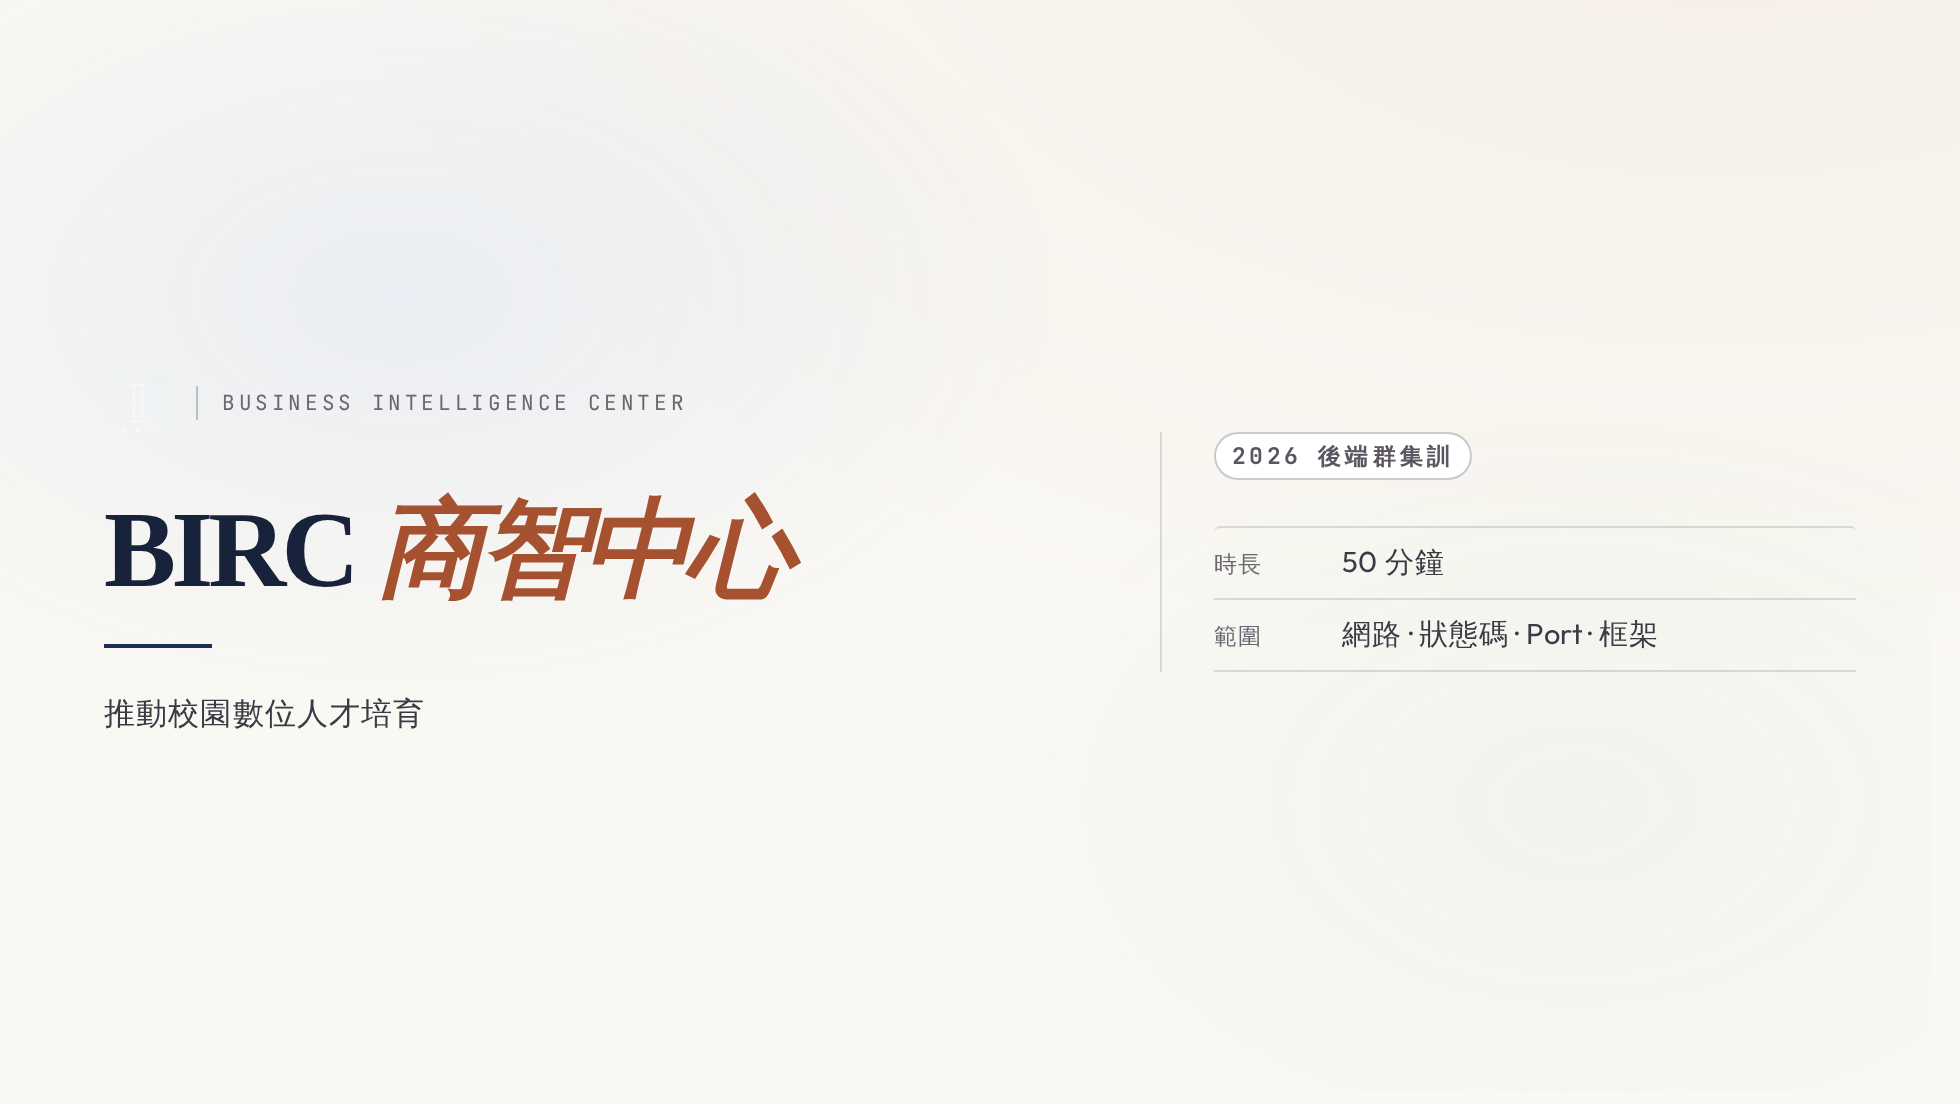 BUSINESS INTELLIGENCE CENTER
BIRC 商智中心
推動校園數位人才培育
2026 後端群集訓
時長 50 分鐘
範圍 網路·狀態碼·Port·框架